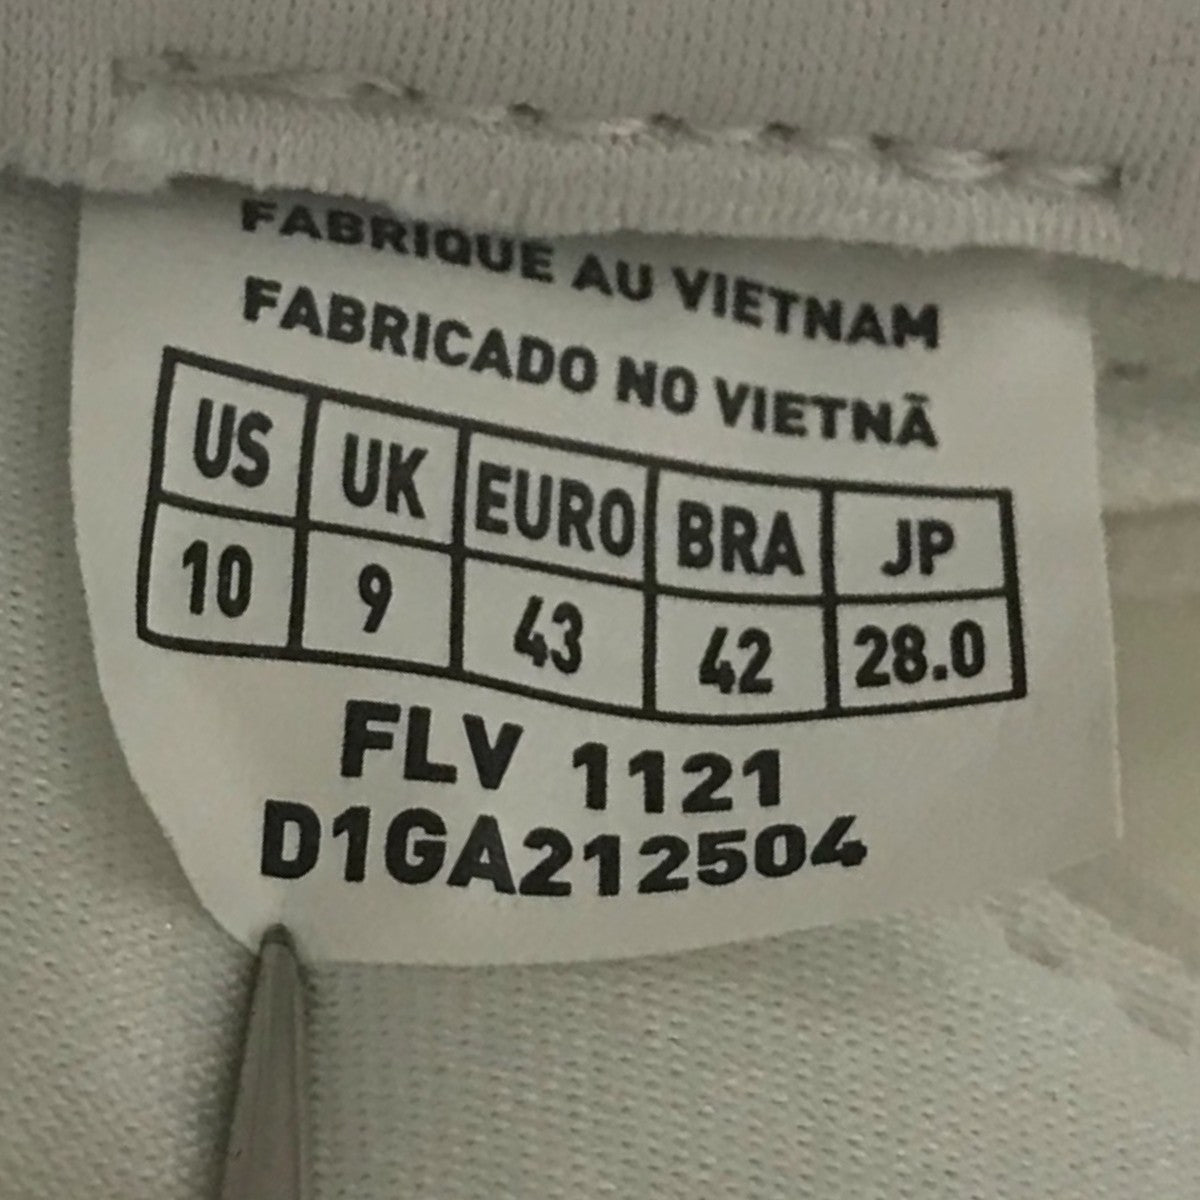 FABRIQUE AU VIETNAM
FABRICADO NO VIETNÃ
US UK EURO BRA JP
10 9 43 42 28.0
FLV 1121
D1GA212504